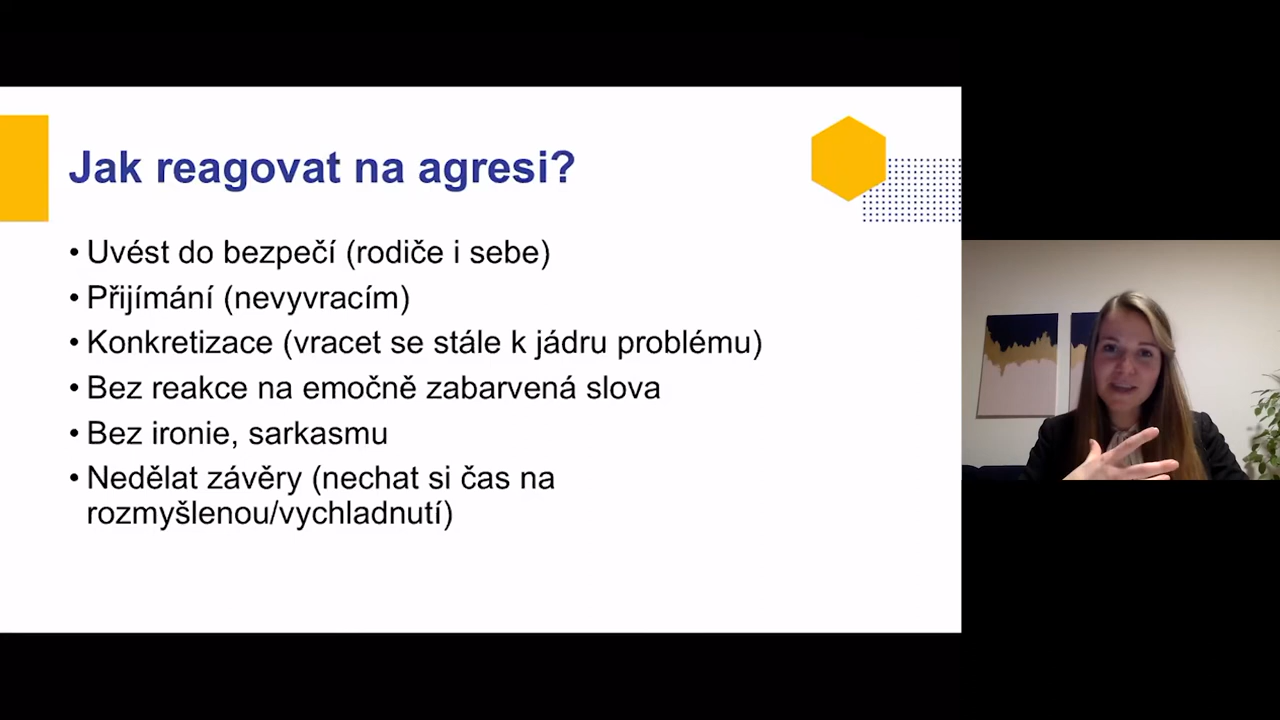 Jak reagovat na agresi?
• Uvést do bezpečí (rodiče i sebe)
• Přijímání (nevyvracím)
• Konkretizace (vracet se stále k jádru problému)
• Bez reakce na emočně zabarvená slova
• Bez ironie, sarkasmu
• Nedělat závěry (nechat si čas na
rozmyšlenou/vychladnutí)